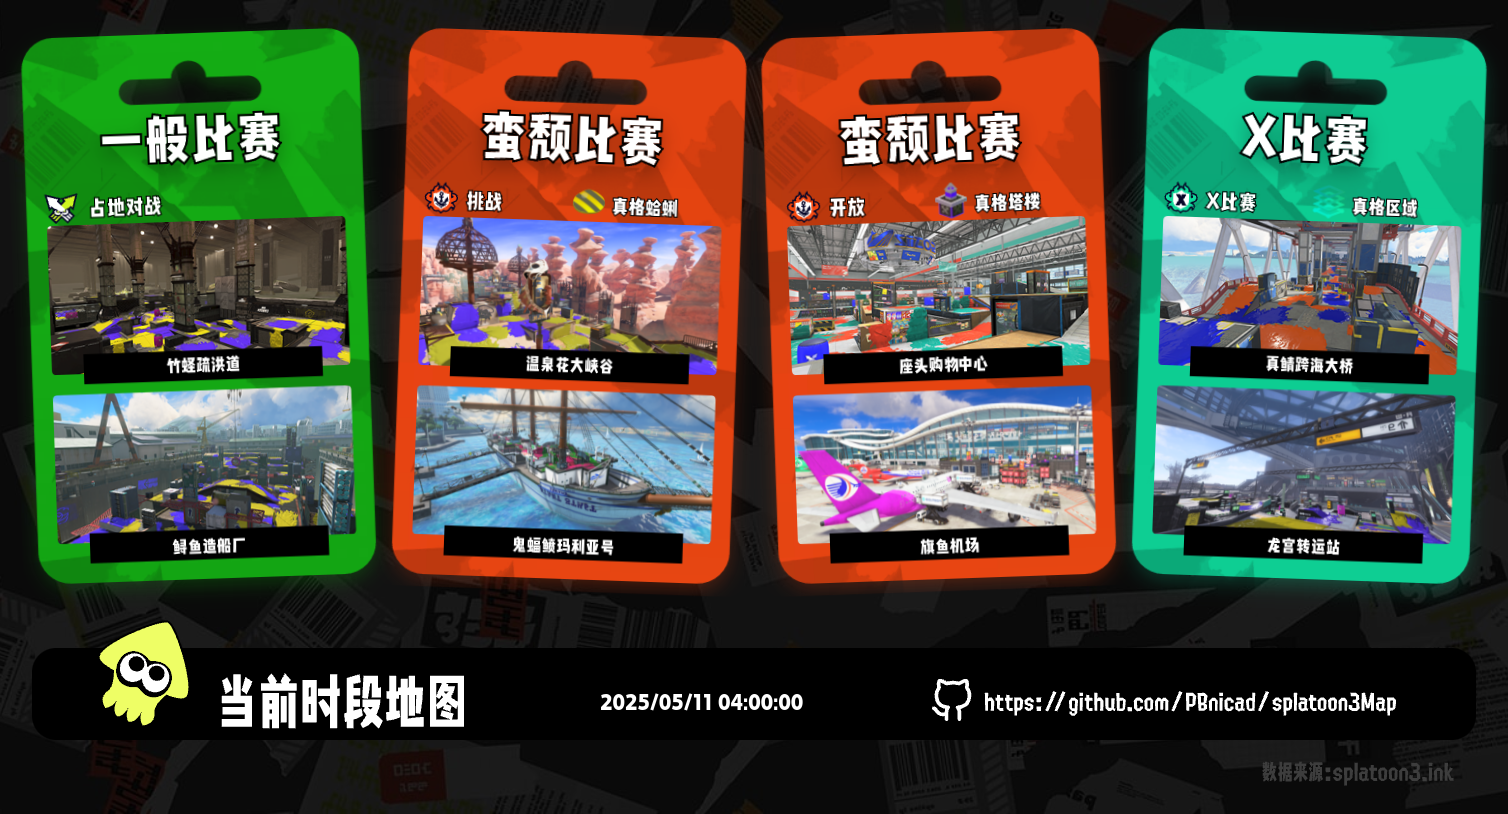 一般比赛
占地对战
竹蛏疏洪道
鲟鱼造船厂
蛮颓比赛
挑战
真格蛤蜊
温泉花大峡谷
鬼蝠鲼玛利亚号
蛮颓比赛
开放
真格塔楼
座头购物中心
旗鱼机场
X比赛
X比赛
真格区域
真鲭跨海大桥
龙宫转运站
当前时段地图
2025/05/11 04:00:00
https://github.com/PBnicad/splatoon3Map
数据来源:splatoon3.ink